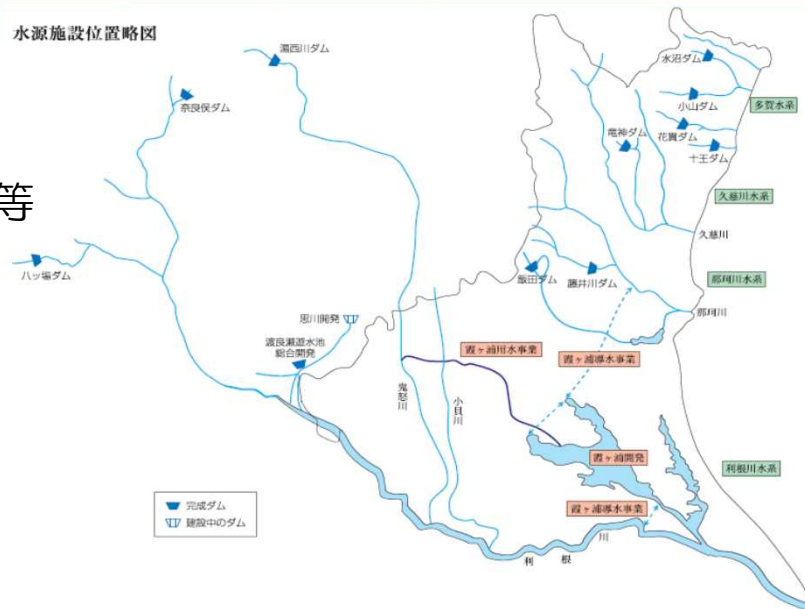 水源施設位置略図
湯西川ダム
水沼ダム
奈良俣ダム
小山ダム
多賀水系
竜神ダム
花貫ダム
十王ダム
等
久慈川水系
久慈川
八ッ場ダム
飯田ダム
藤井川ダム
那珂川水系
那珂川
思川開発
渡良瀬遊水池
総合開発
霞ヶ浦用水事業
霞ヶ浦導水事業
鬼怒川
小貝川
霞ヶ浦開発
利根川水系
完成ダム
建設中のダム
霞ヶ浦導水事業
利根川